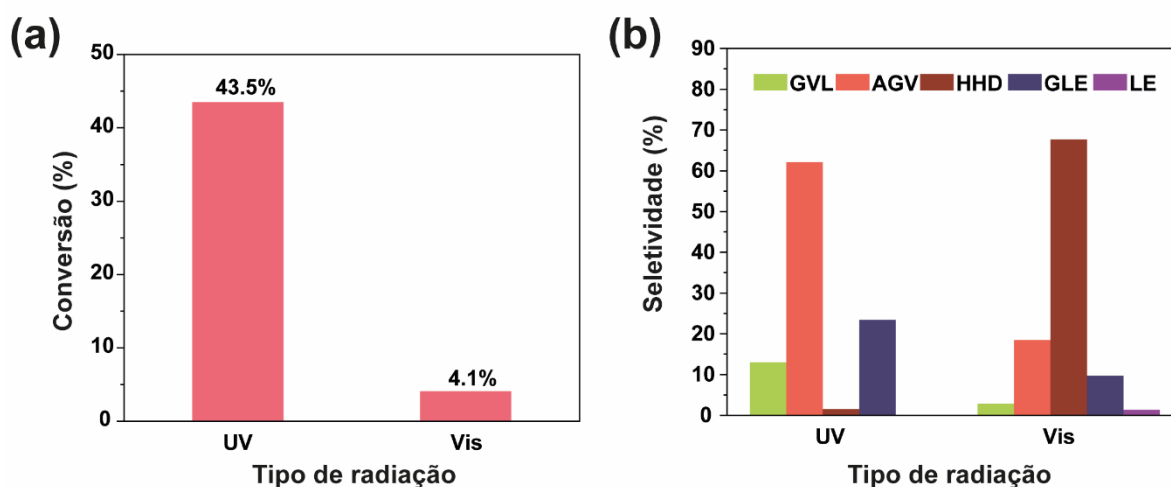 (a)
Conversão (%)
50
40
30
20
10
0
43.5%
4.1%
UV Vis
Tipo de radiação
(b)
Seletividade (%)
90
80
70
60
50
40
30
20
10
0
GVL AGV HHD GLE LE
UV Vis
Tipo de radiação